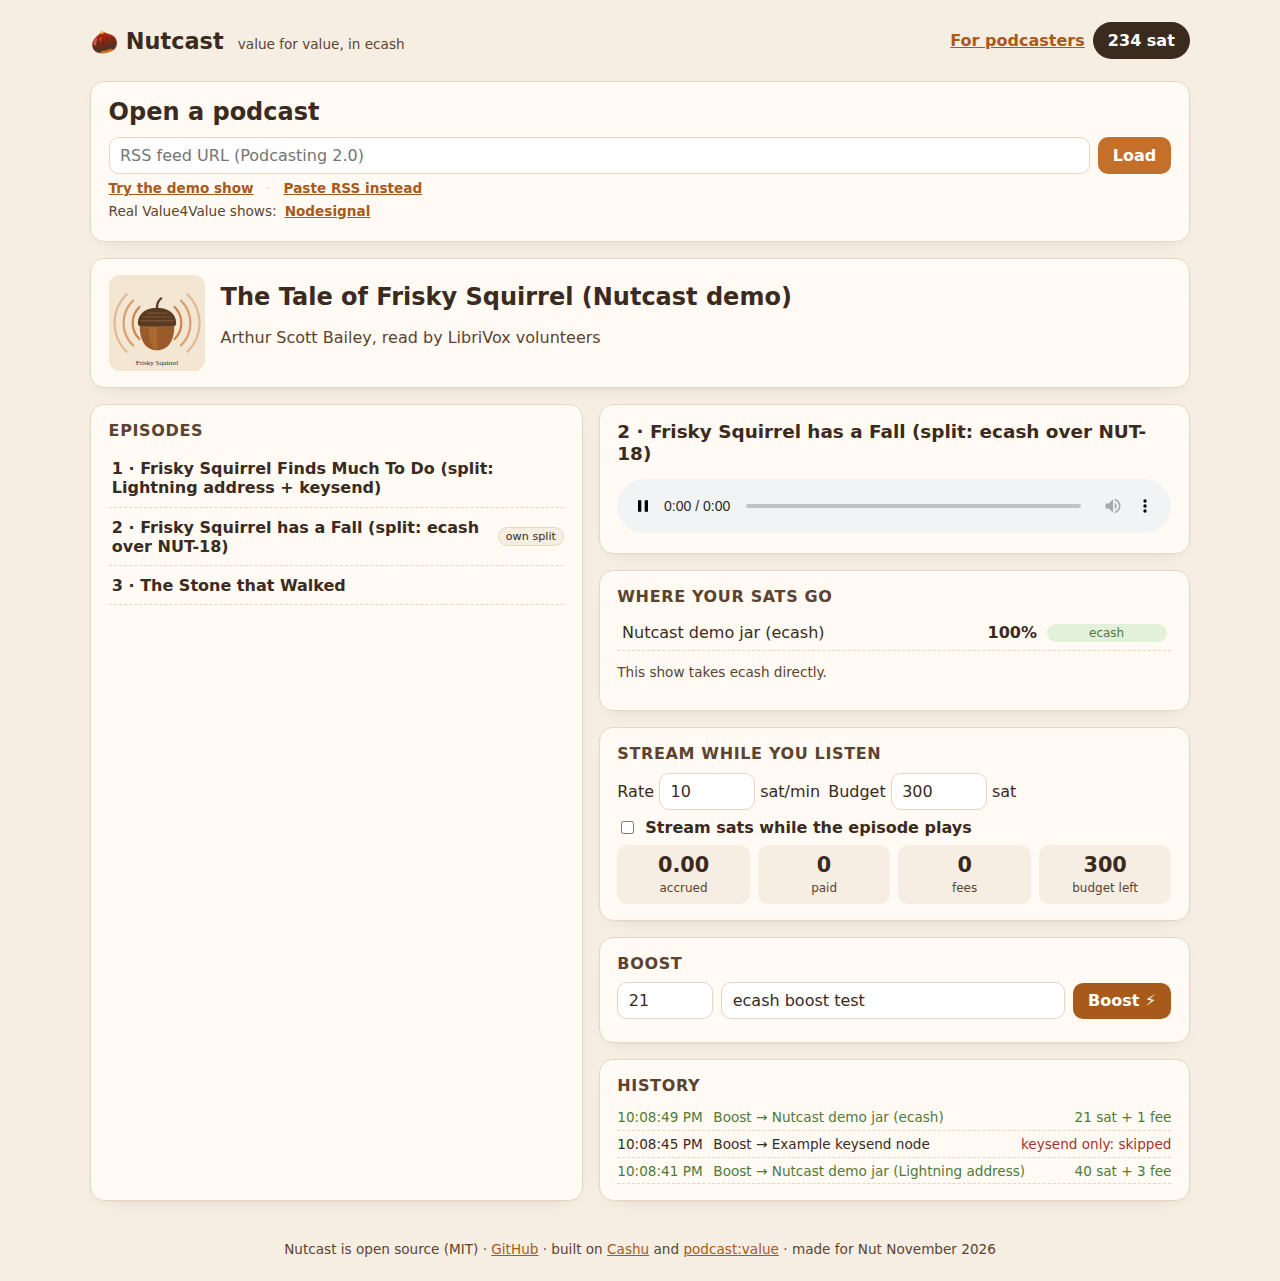 🌰 Nutcast value for value, in ecash
For podcasters 234 sat
Open a podcast
RSS feed URL (Podcasting 2.0) Load
Try the demo show · Paste RSS instead
Real Value4Value shows: Nodesignal
Frisky Squirrel
The Tale of Frisky Squirrel (Nutcast demo)
Arthur Scott Bailey, read by LibriVox volunteers
EPISODES
1 · Frisky Squirrel Finds Much To Do (split:
Lightning address + keysend)
2 · Frisky Squirrel has a Fall (split: ecash
over NUT-18)
own split
3 · The Stone that Walked
2 · Frisky Squirrel has a Fall (split: ecash over NUT-
18)
0:00 / 0:00
WHERE YOUR SATS GO
Nutcast demo jar (ecash) 100% ecash
This show takes ecash directly.
STREAM WHILE YOU LISTEN
Rate 10 sat/min Budget 300 sat
Stream sats while the episode plays
0.00 0 0 300
accrued paid fees budget left
BOOST
21 ecash boost test Boost ⚡
HISTORY
10:08:49 PM Boost → Nutcast demo jar (ecash) 21 sat + 1 fee
10:08:45 PM Boost → Example keysend node keysend only: skipped
10:08:41 PM Boost → Nutcast demo jar (Lightning address) 40 sat + 3 fee
Nutcast is open source (MIT) · GitHub · built on Cashu and podcast:value · made for Nut November 2026